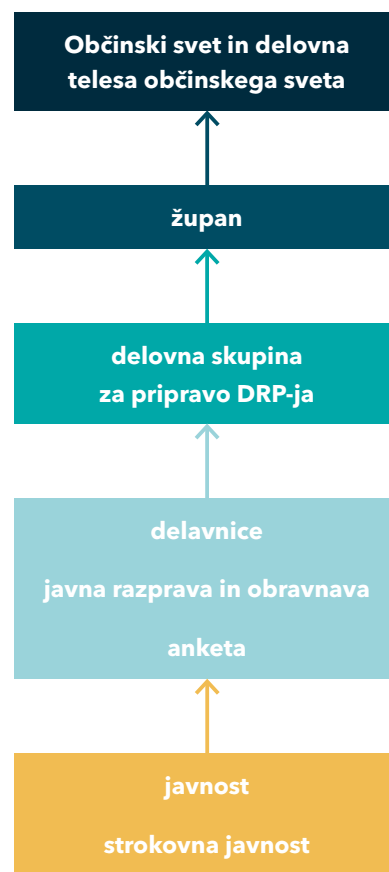 Občinski svet in delovna
telesa občinskega sveta
župan
delovna skupina
za pripravo DRP-ja
delavnice
javna razprava in obravnava
anketa
javnost
strokovna javnost